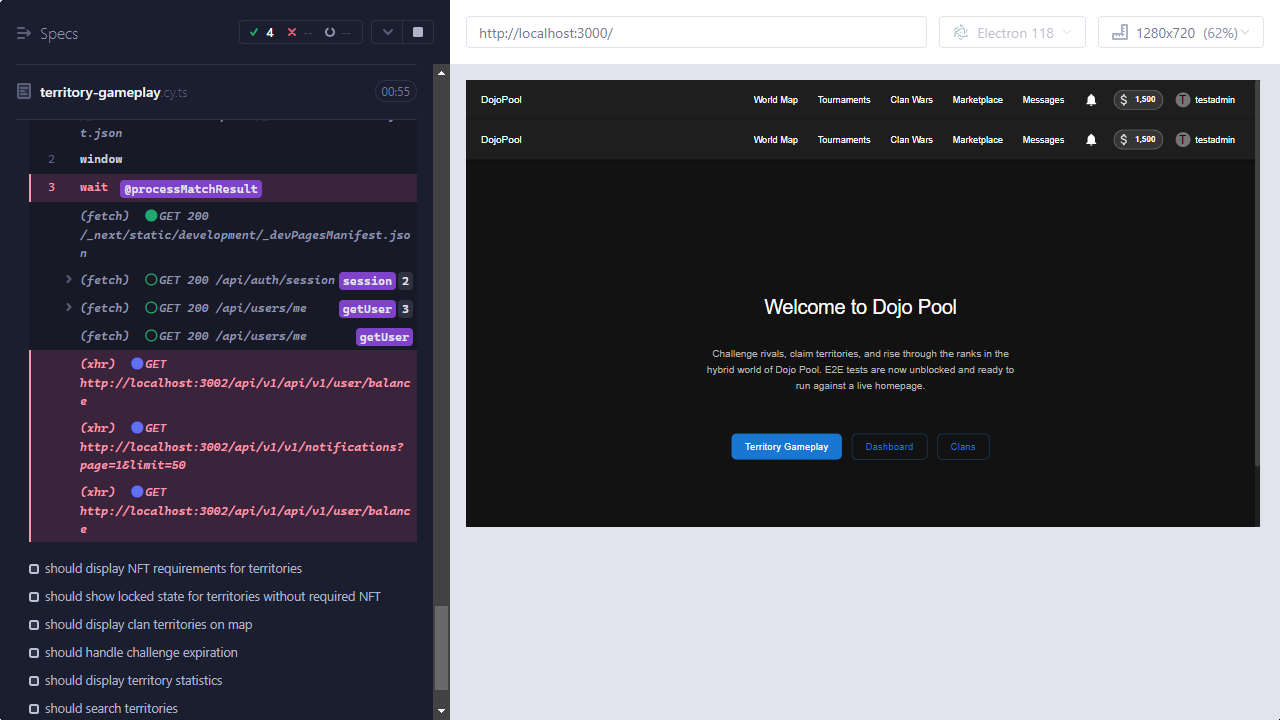 Specs
4
--
--
http://localhost:3000/
Electron 118
1280x720 (62%)
territory-gameplay.cy.ts
00:55
t.json
2 window
3 wait @processMatchResult
(fetch) GET 200
/_next/static/development/_devPagesManifest.jso
n
(fetch) GET 200 /api/auth/session session 2
(fetch) GET 200 /api/users/me getUser 3
(fetch) GET 200 /api/users/me getUser
(xhr) GET
http://localhost:3002/api/v1/api/v1/user/balanc
e
(xhr) GET
http://localhost:3002/api/v1/v1/notifications?
page=1&limit=50
(xhr) GET
http://localhost:3002/api/v1/api/v1/user/balanc
e
should display NFT requirements for territories
should show locked state for territories without required NFT
should display clan territories on map
should handle challenge expiration
should display territory statistics
should search territories
DojoPool World Map Tournaments Clan Wars Marketplace Messages $ 1,500 T testadmin
DojoPool World Map Tournaments Clan Wars Marketplace Messages $ 1,500 T testadmin
Welcome to Dojo Pool
Challenge rivals, claim territories, and rise through the ranks in the
hybrid world of Dojo Pool. E2E tests are now unblocked and ready to
run against a live homepage.
Territory Gameplay Dashboard Clans